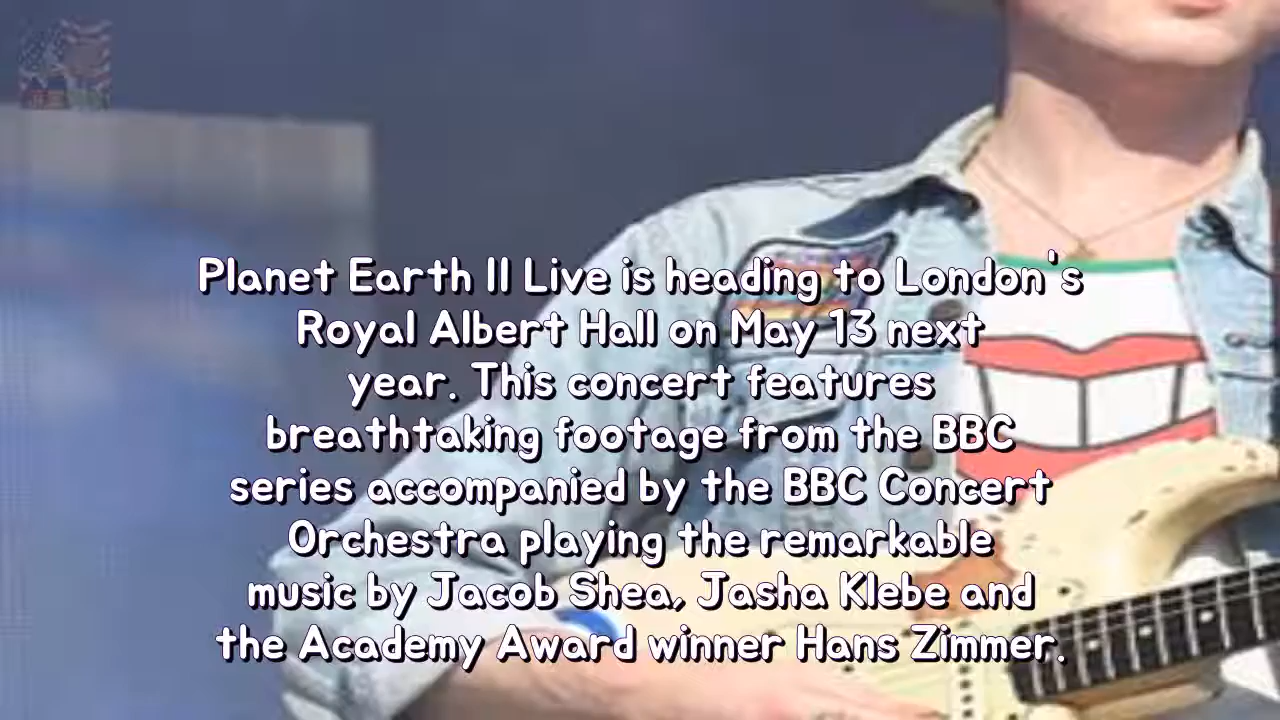 Planet Earth II Live is heading to London's
Royal Albert Hall on May 13 next
year. This concert features
breathtaking footage from the BBC
series accompanied by the BBC Concert
Orchestra playing the remarkable
music by Jacob Shea, Jasha Klebe and
the Academy Award winner Hans Zimmer.